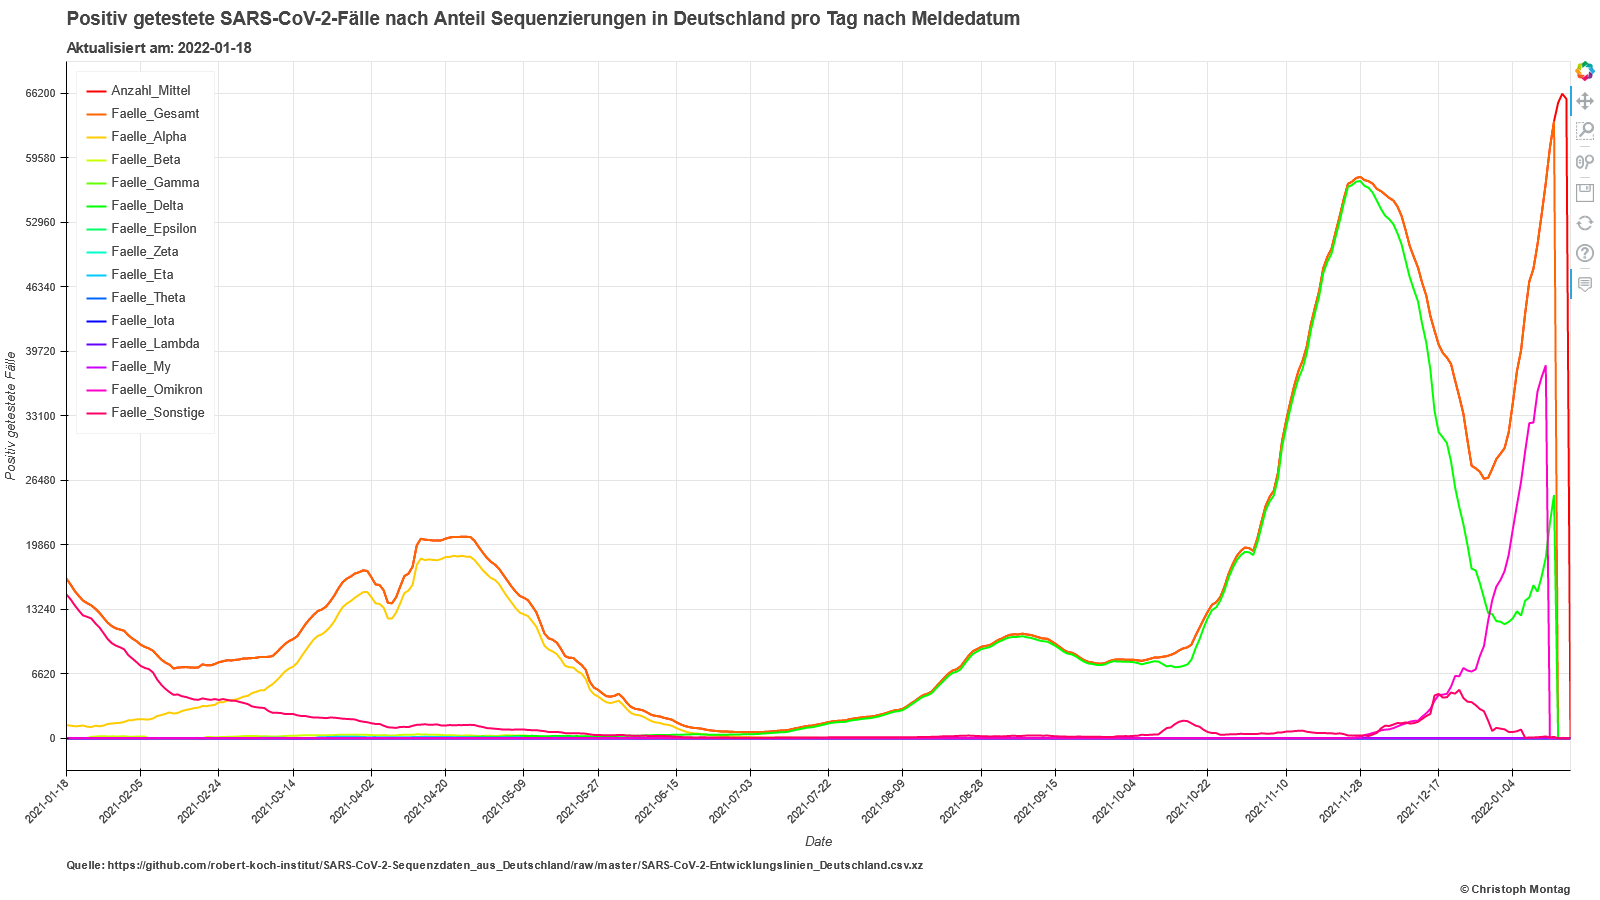 Positiv getestete SARS-CoV-2-Fälle nach Anteil Sequenzierungen in Deutschland pro Tag nach Meldedatum
Aktualisiert am: 2022-01-18
Anzahl_Mittel
Faelle_Gesamt
Faelle_Alpha
Faelle_Beta
Faelle_Gamma
Faelle_Delta
Faelle_Epsilon
Faelle_Zeta
Faelle_Eta
Faelle_Theta
Faelle_Iota
Faelle_Lambda
Faelle_My
Faelle_Omikron
Faelle_Sonstige
66200
59580
52960
46340
39720
33100
26480
19860
13240
6620
0
Positiv getestete Fälle
2021-01-18
2021-02-05
2021-02-24
2021-03-14
2021-04-02
2021-04-20
2021-05-09
2021-05-27
2021-06-15
2021-07-03
2021-07-22
2021-08-09
2021-08-28
2021-09-15
2021-10-04
2021-10-22
2021-11-10
2021-11-28
2021-12-17
2022-01-04
Date
Quelle: https://github.com/robert-koch-institut/SARS-CoV-2-Sequenzdaten_aus_Deutschland/raw/master/SARS-CoV-2-Entwicklungslinien_Deutschland.csv.xz
© Christoph Montag